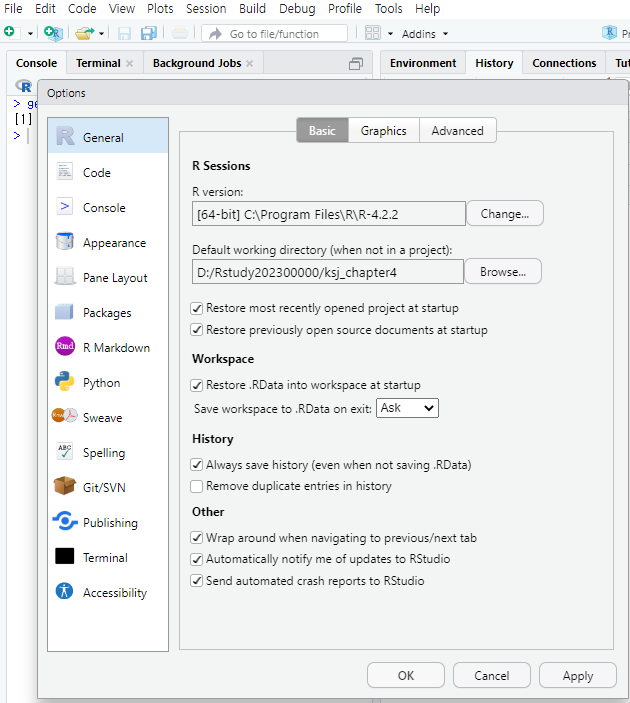 File Edit Code View Plots Session Build Debug Profile Tools Help
Go to file/function Addins
Console Terminal Background Jobs Environment History Connections
Options
> 
[1]
>
General
Code
Console
Appearance
Pane Layout
Packages
Rmd R Markdown
Python
Sweave
ABC Spelling
Git/SVN
Publishing
Terminal
Accessibility
Basic Graphics Advanced
R Sessions
R version:
[64-bit] C:\Program Files\R\R-4.2.2 Change...
Default working directory (when not in a project):
D:/Rstudy202300000/ksj_chapter4 Browse...
Restore most recently opened project at startup
Restore previously open source documents at startup
Workspace
Restore .RData into workspace at startup
Save workspace to .RData on exit: Ask
History
Always save history (even when not saving .RData)
Remove duplicate entries in history
Other
Wrap around when navigating to previous/next tab
Automatically notify me of updates to RStudio
Send automated crash reports to RStudio
OK Cancel Apply